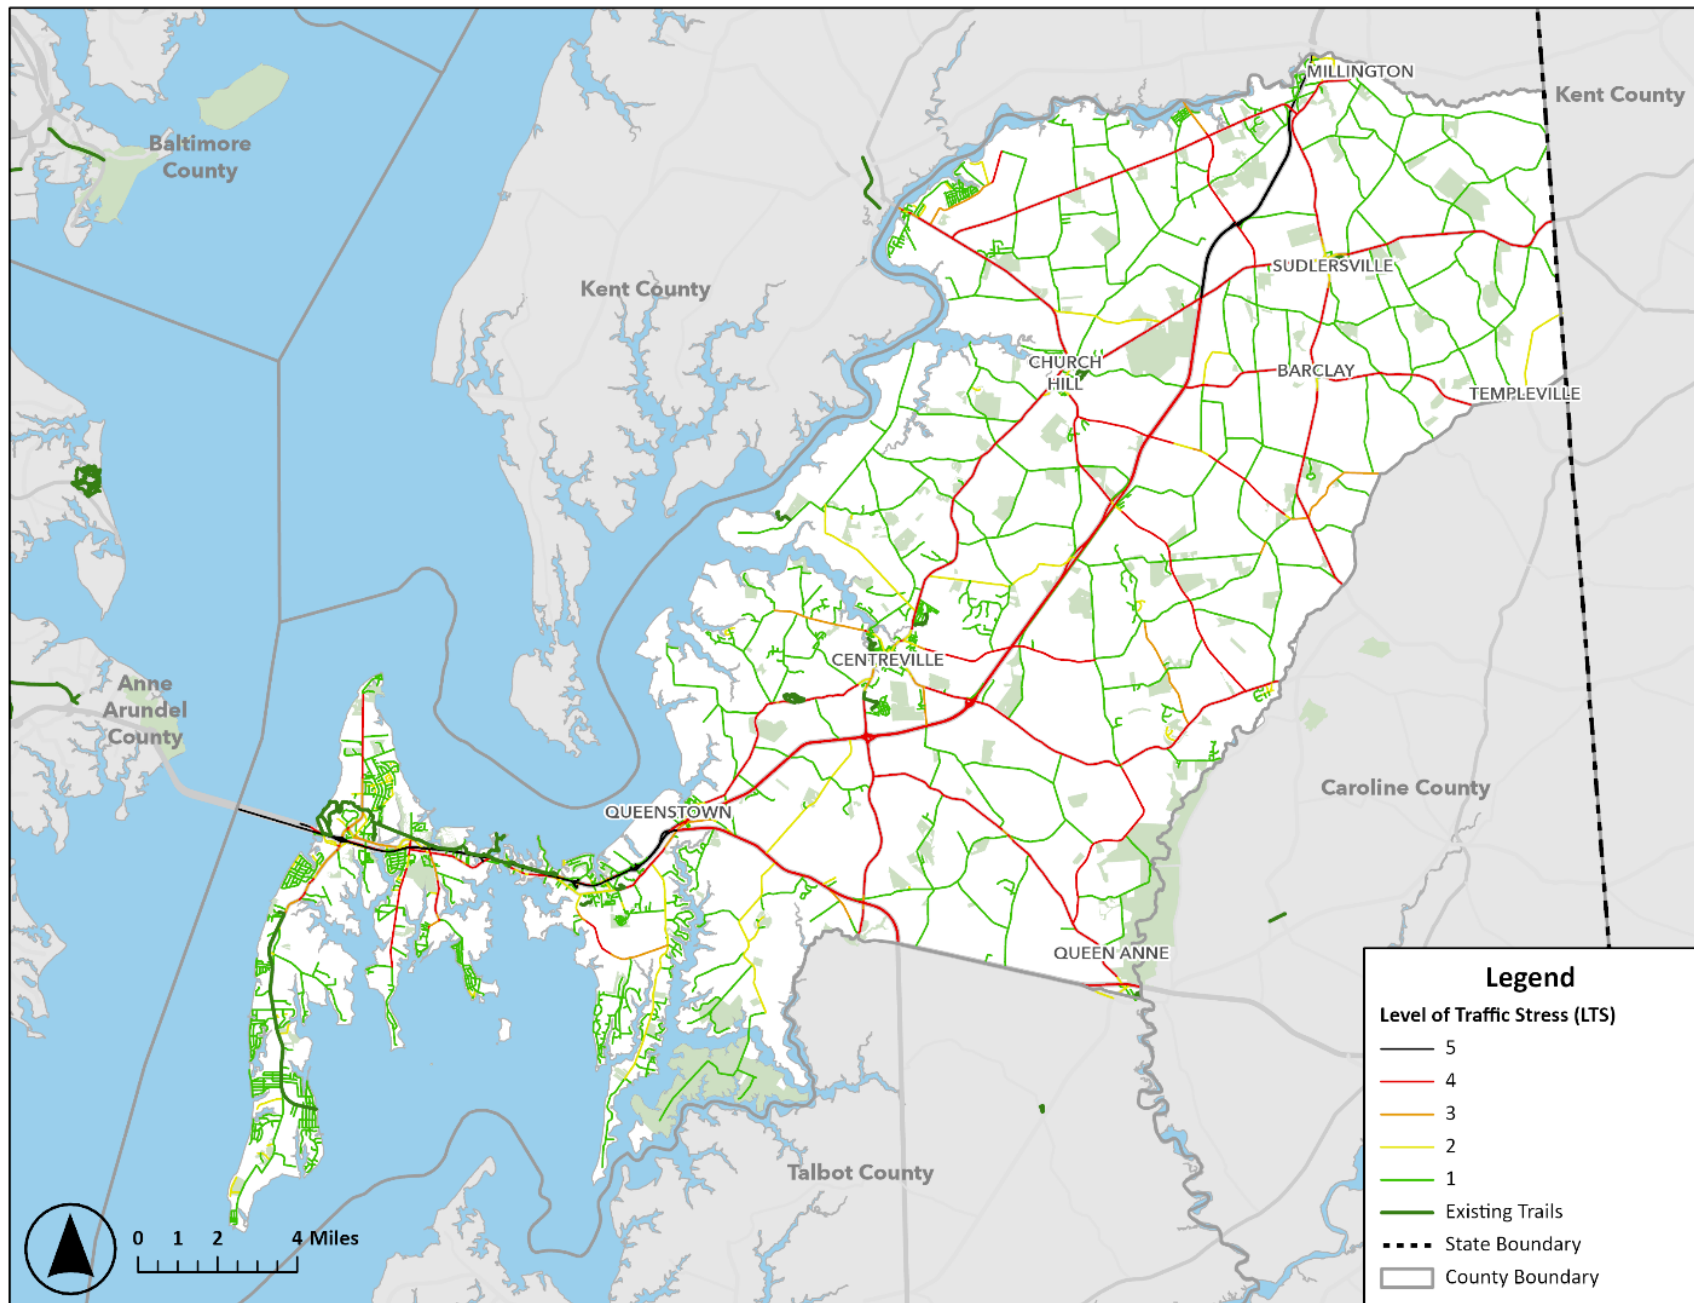 MILLINGTON
Kent County
Baltimore
County
Kent County
SUDLERSVILLE
CHURCH
HILL
BARCLAY
TEMPLEVILLE
CENTREVILLE
Anne
Arundel
County
Caroline County
QUEENSTOWN
QUEEN ANNE
Talbot County
0 1 2 4 Miles
Legend
Level of Traffic Stress (LTS)
5
4
3
2
1
Existing Trails
State Boundary
County Boundary